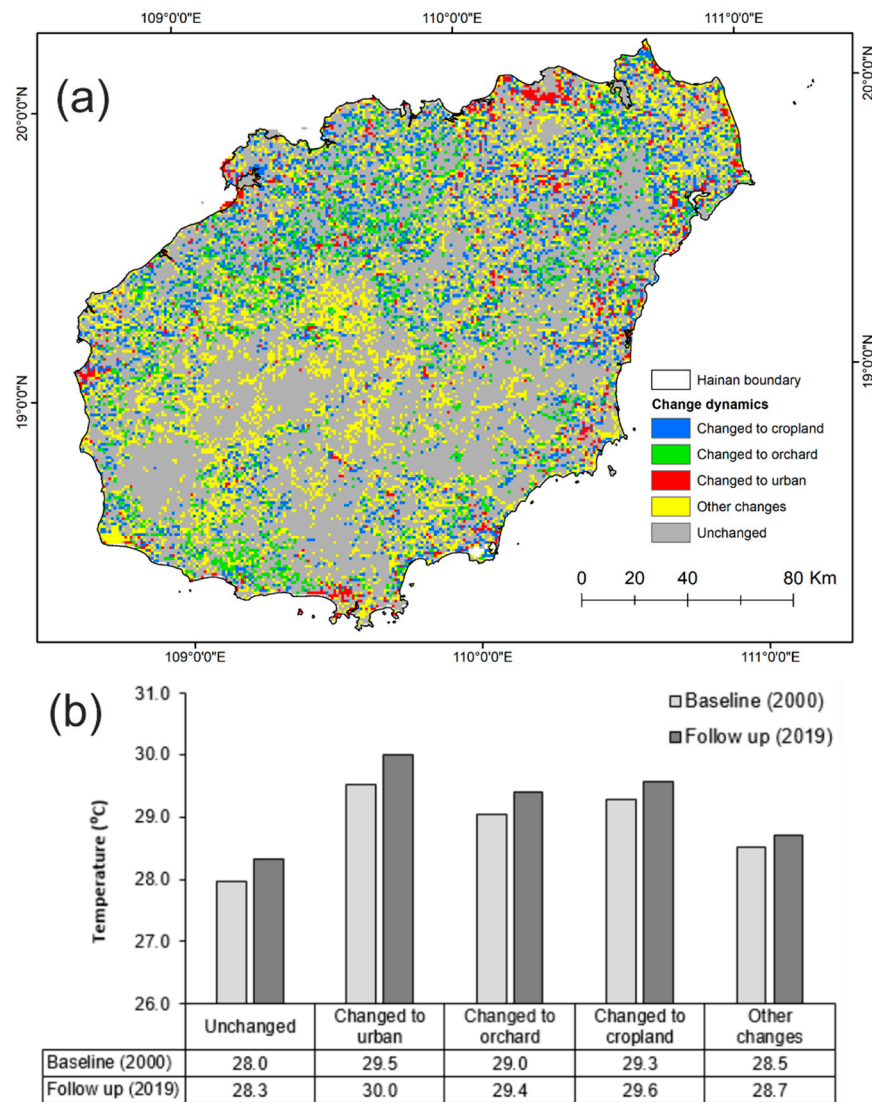 109°0'0"E 110°0'0"E 111°0'0"E
(a)
20°0'0"N
20°0'0"N
19°0'0"N
19°0'0"N
Hainan boundary
Change dynamics
Changed to cropland
Changed to orchard
Changed to urban
Other changes
Unchanged
0 20 40 80 Km
109°0'0"E 110°0'0"E 111°0'0"E
(b)
Baseline (2000)
Follow up (2019)
Temperature (°C)
31.0
30.0
29.0
28.0
27.0
26.0
Unchanged Changed to urban Changed to orchard Changed to cropland Other changes
Baseline (2000) 28.0 29.5 29.0 29.3 28.5
Follow up (2019) 28.3 30.0 29.4 29.6 28.7